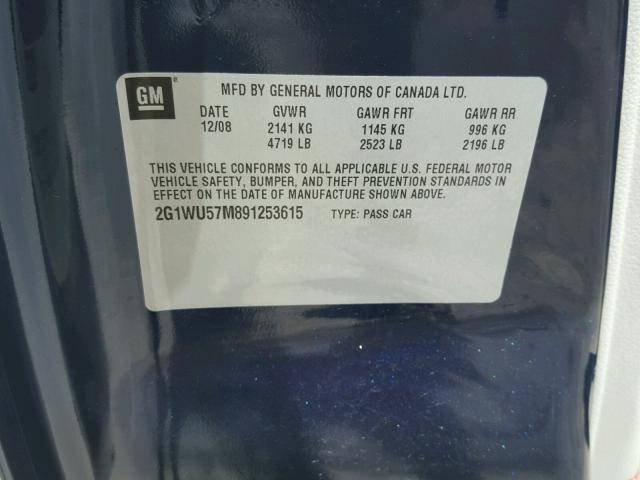 GM
MFD BY GENERAL MOTORS OF CANADA LTD.
DATE GVWR GAWR FRT GAWR RR
12/08 2141 KG 1145 KG 996 KG
4719 LB 2523 LB 2196 LB
THIS VEHICLE CONFORMS TO ALL APPLICABLE U.S. FEDERAL MOTOR
VEHICLE SAFETY, BUMPER, AND THEFT PREVENTION STANDARDS IN
EFFECT ON THE DATE OF MANUFACTURE SHOWN ABOVE.
2G1WU57M891253615 TYPE: PASS CAR